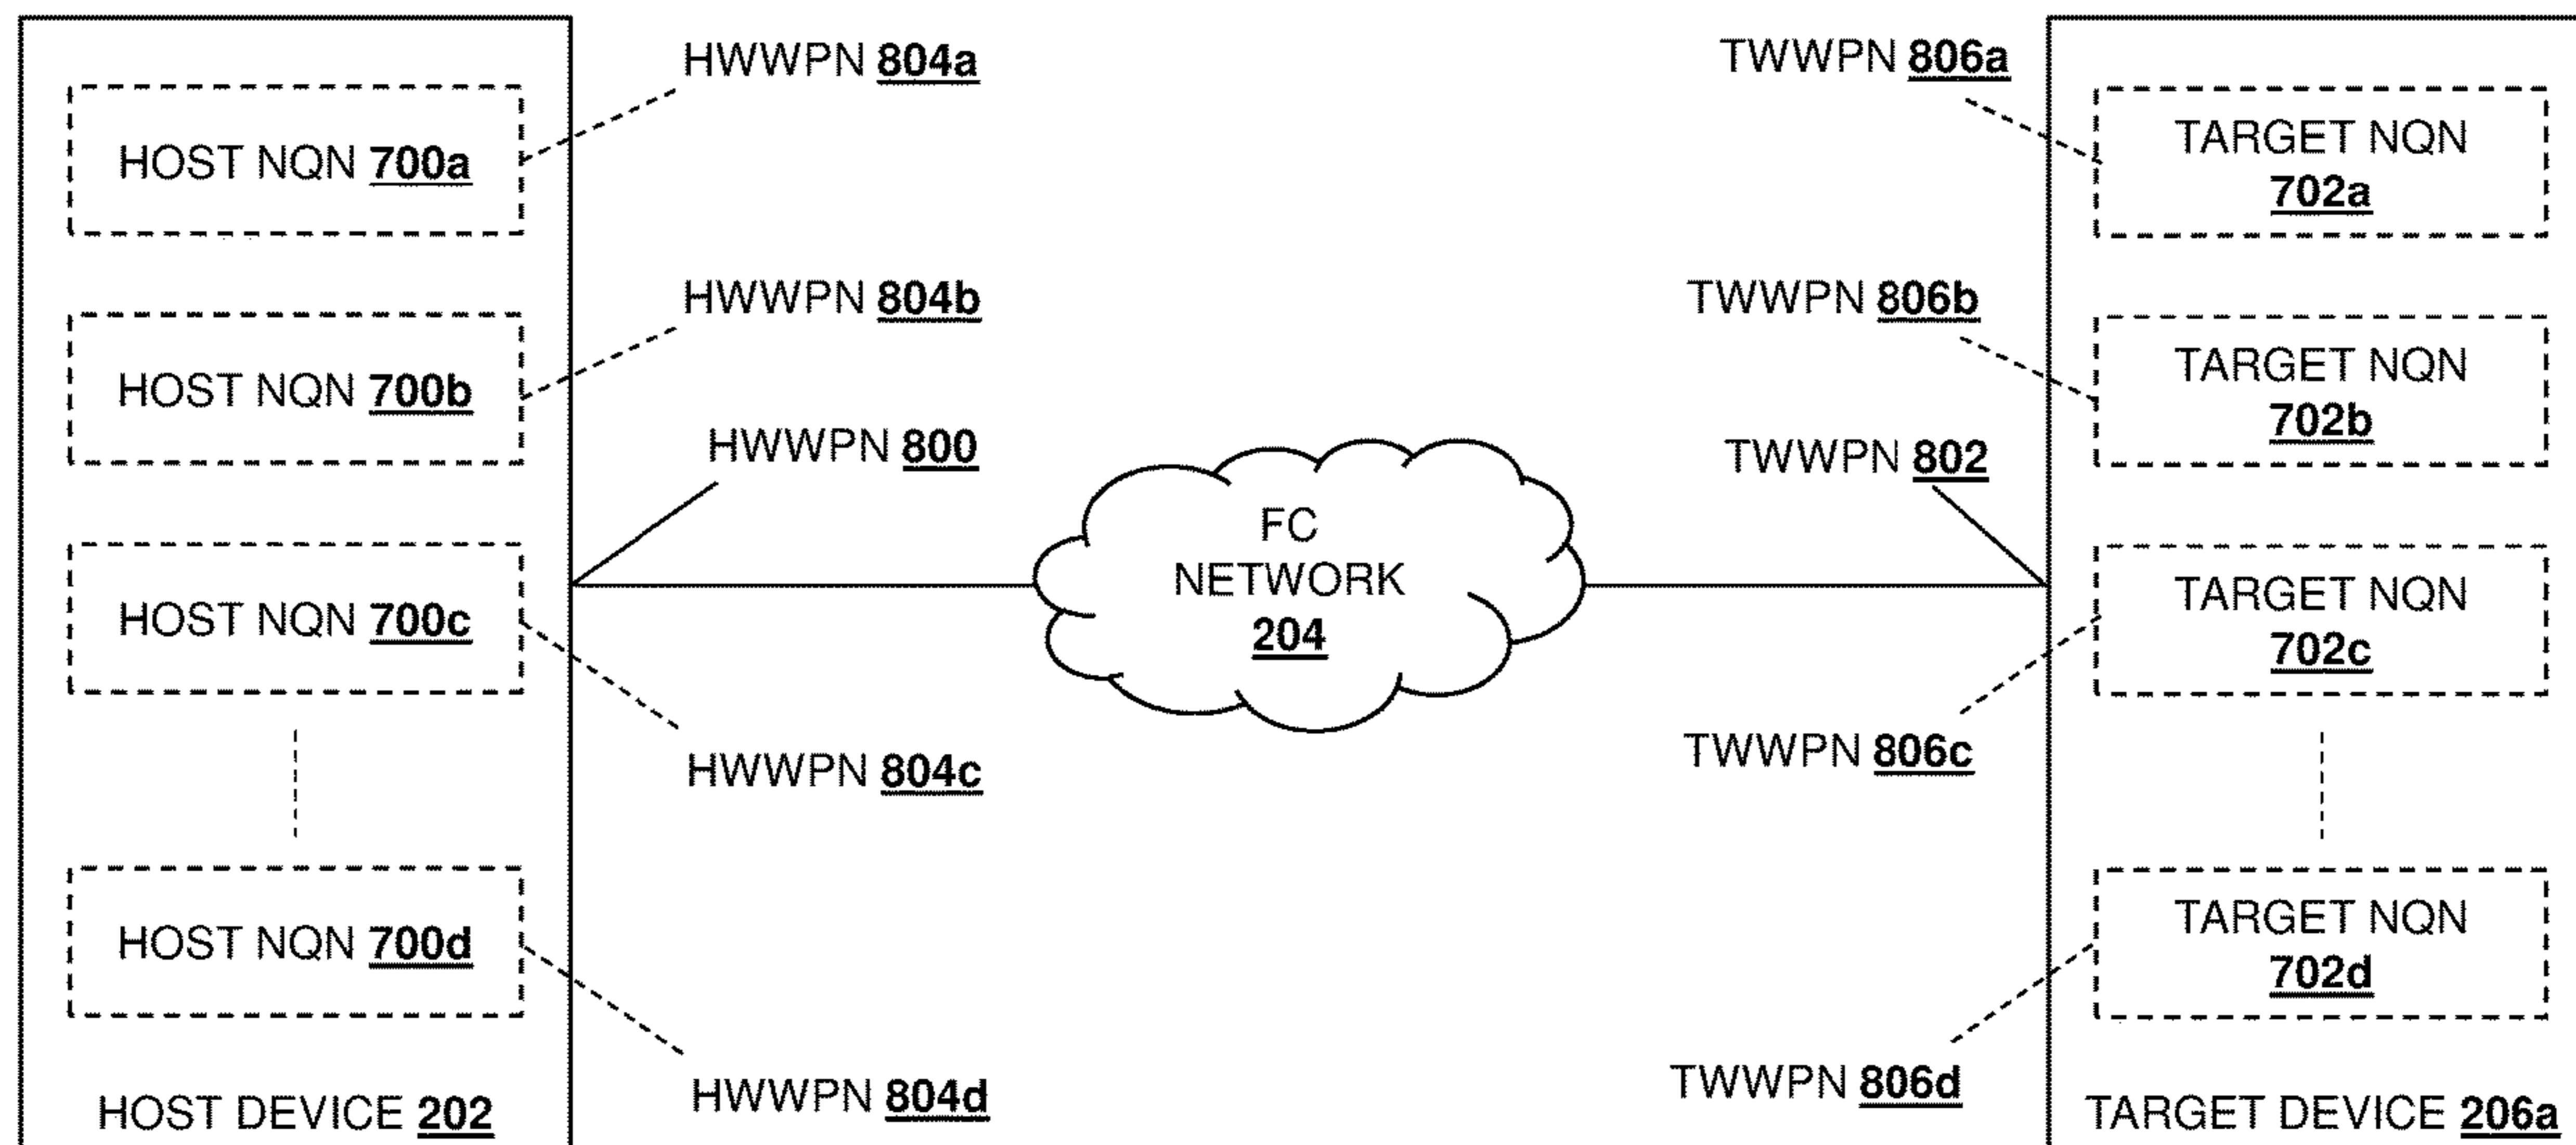 HWWPN 804a
TWWPN 806a
HOST NQN 700a
TARGET NQN
702a
HWWPN 804b
TWWPN 806b
HOST NQN 700b
TARGET NQN
702b
HWWPN 800
TWWPN 802
FC
NETWORK
204
HOST NQN 700c
TARGET NQN
702c
HWWPN 804c
TWWPN 806c
HOST NQN 700d
TARGET NQN
702d
HWWPN 804d
TWWPN 806d
HOST DEVICE 202
TARGET DEVICE 206a